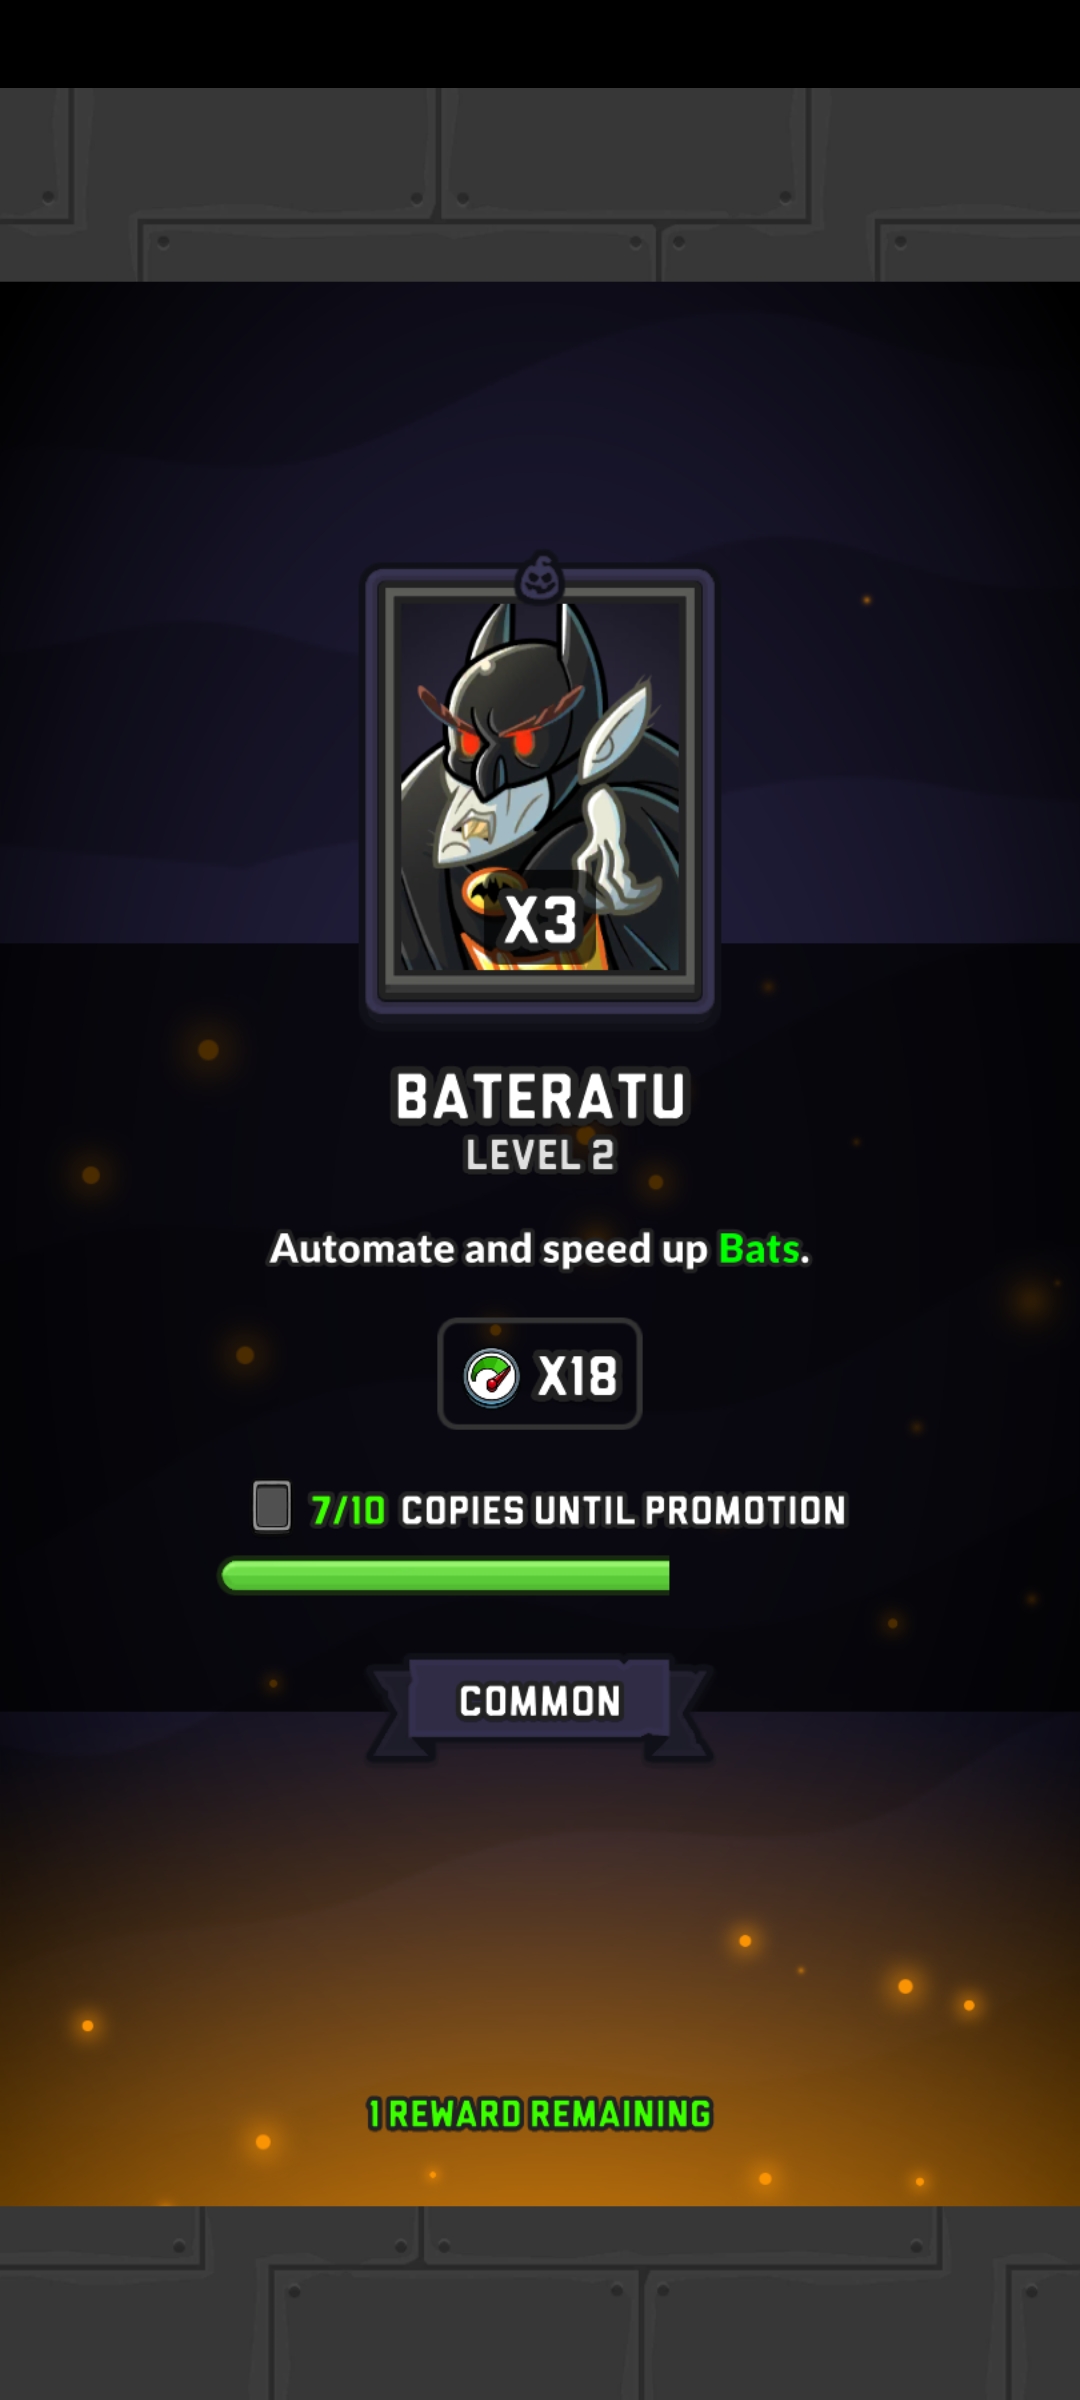 X3
BATERATU
LEVEL 2
Automate and speed up Bats.
X18
7/10 COPIES UNTIL PROMOTION
COMMON
1 REWARD REMAINING